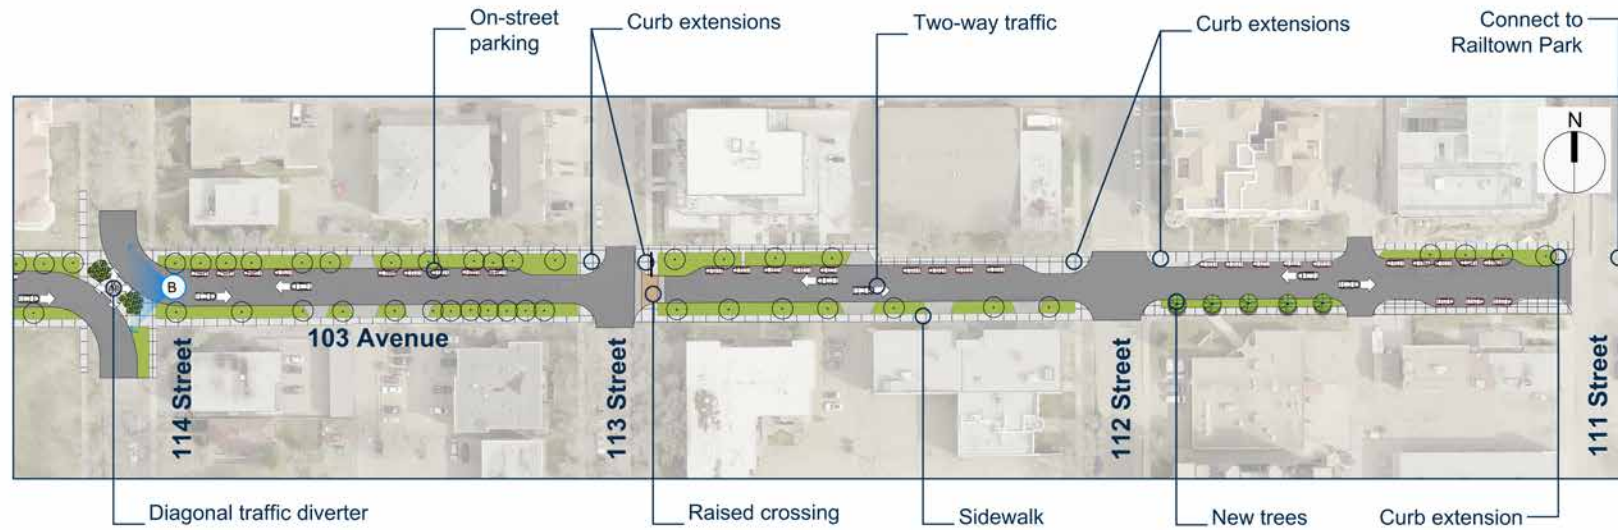 On-street
parking
Curb extensions
Two-way traffic
Curb extensions
Connect to
Railtown Park
N
B
103 Avenue
114 Street
113 Street
112 Street
111 Street
Diagonal traffic diverter
Raised crossing
Sidewalk
New trees
Curb extension